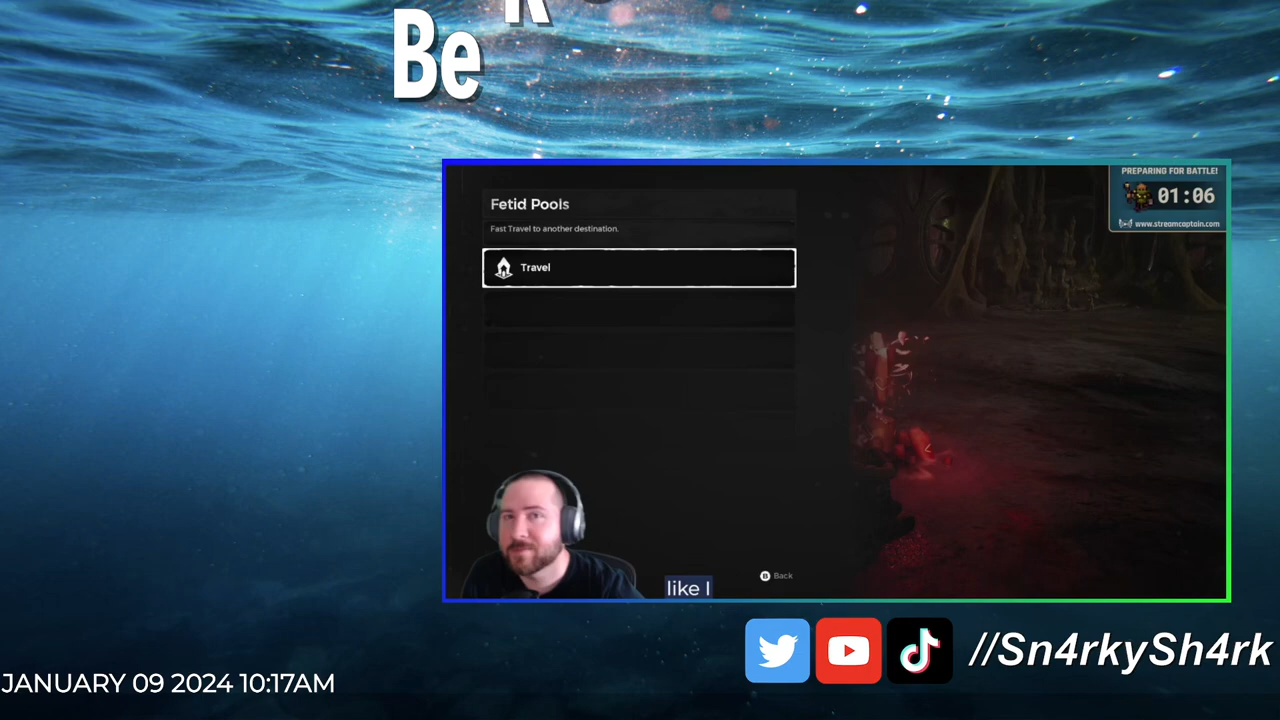 Be
PREPARING FOR BATTLE!
01:06
www.streamcaptain.com
Fetid Pools
Fast Travel to another destination.
Travel
B Back
like I
//Sn4rkySh4rk
JANUARY 09 2024 10:17AM